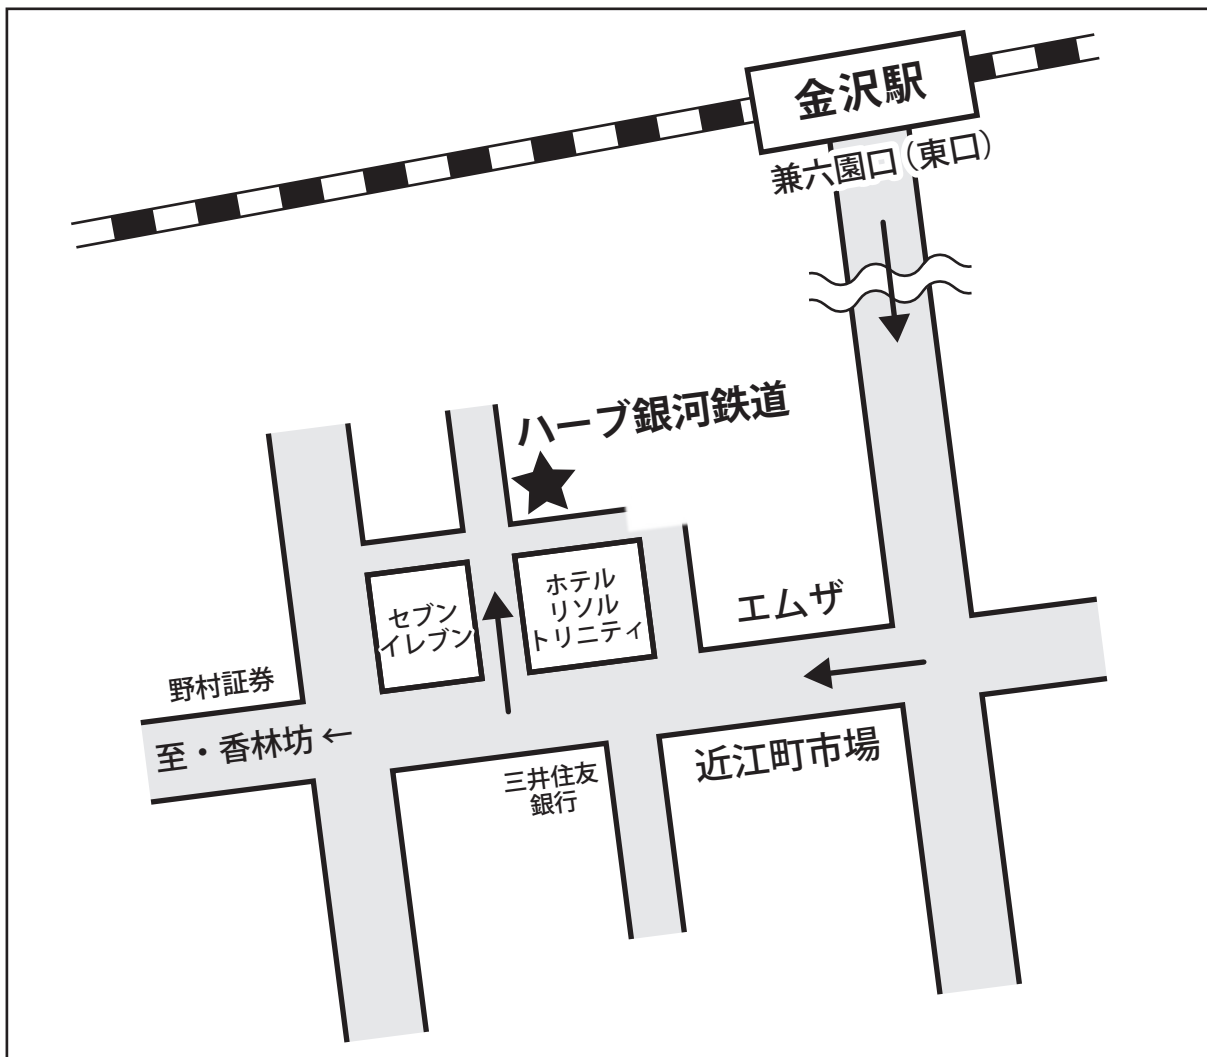 金沢駅
兼六園口（東口）
ハーブ銀河鉄道
セブン
イレブン
ホテル
リソル
トリニティ
エムザ
野村証券
至・香林坊←
近江町市場
三井住友
銀行